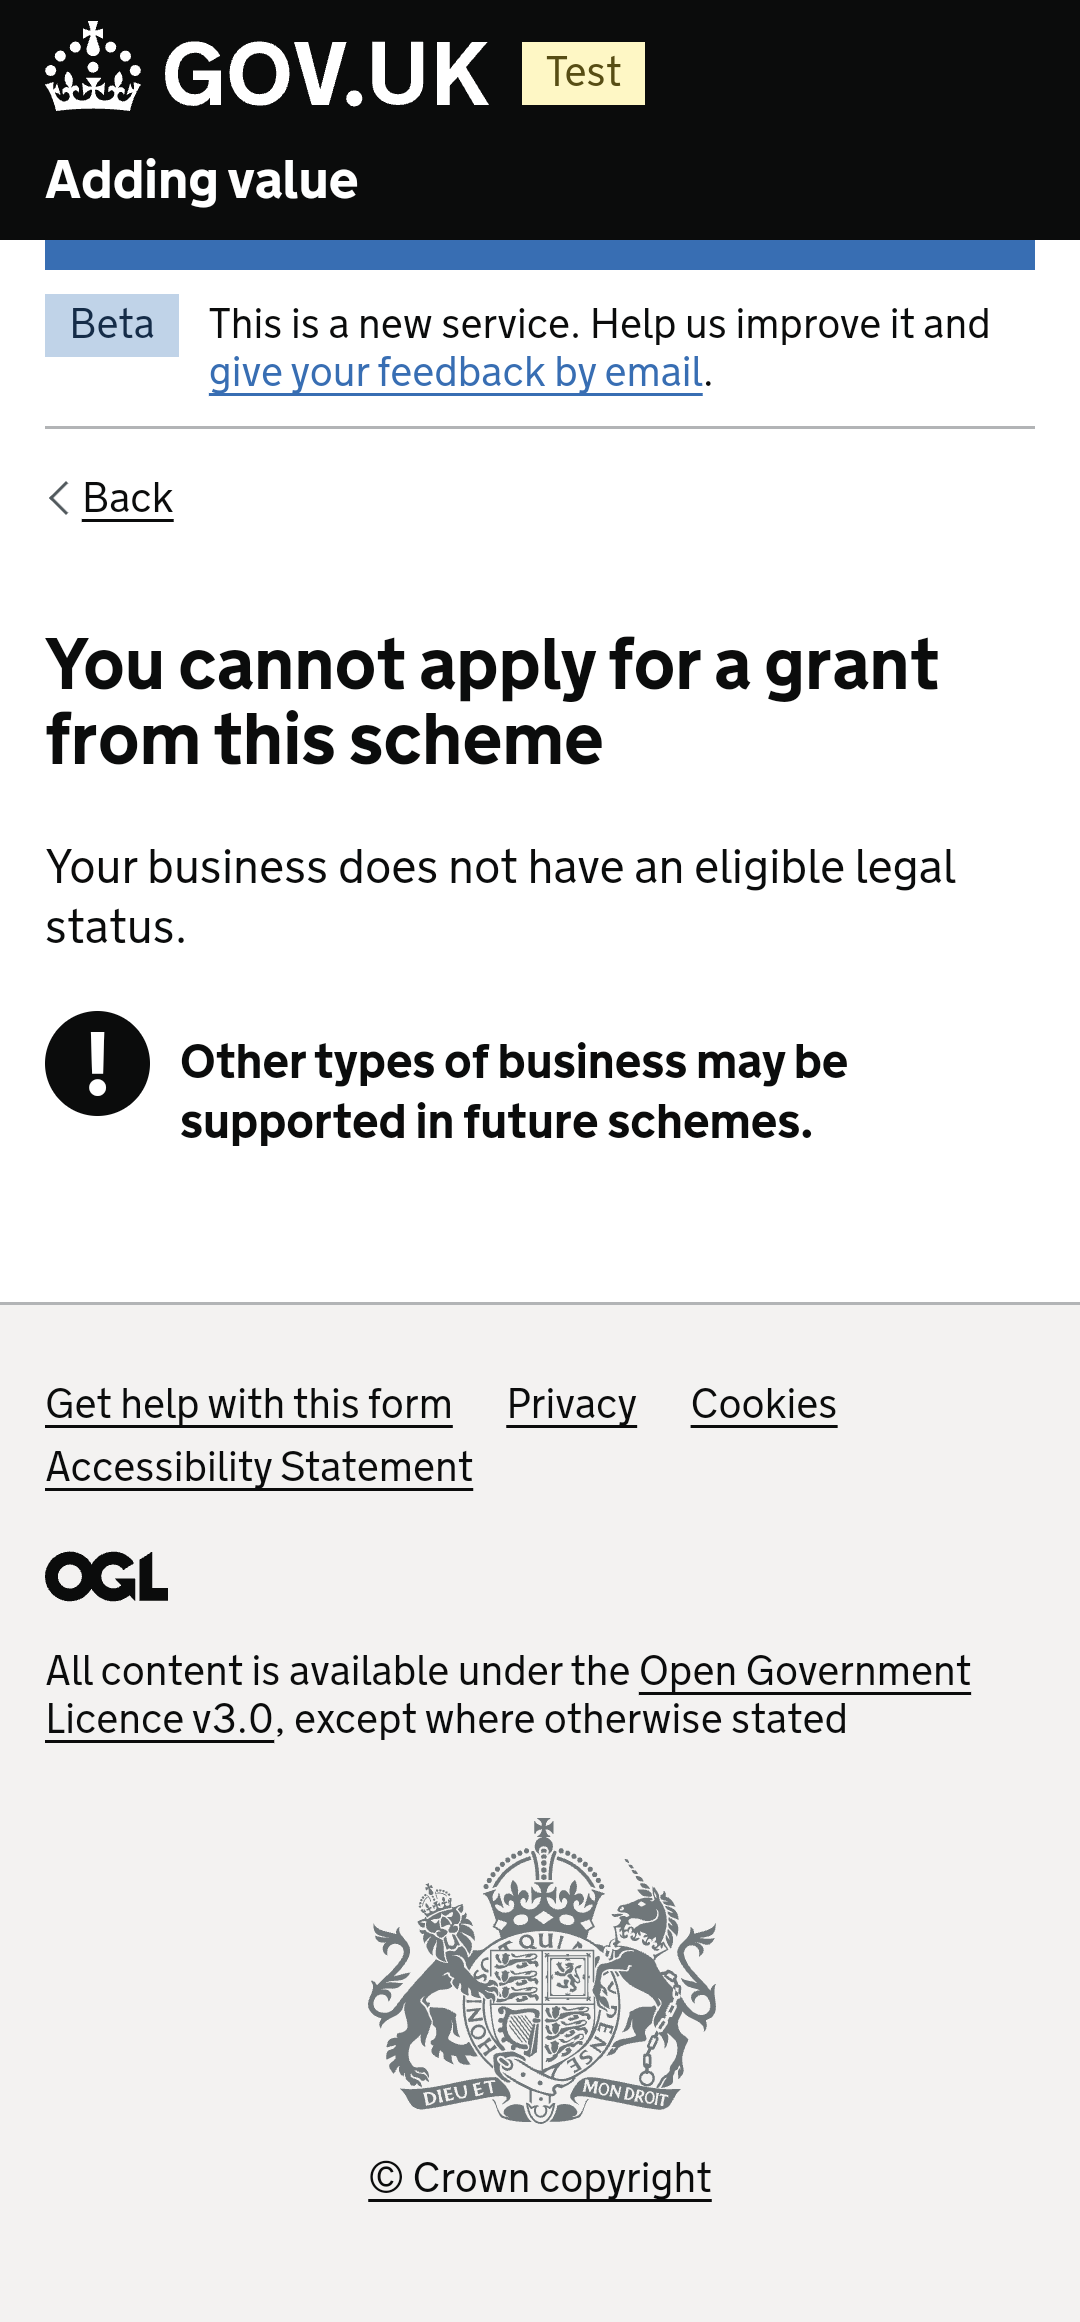 GOV.UK Test
Adding value
Beta This is a new service. Help us improve it and
give your feedback by email.
Back
You cannot apply for a grant
from this scheme
Your business does not have an eligible legal
status.
! Other types of business may be
supported in future schemes.
Get help with this form Privacy Cookies
Accessibility Statement
OGL
All content is available under the Open Government
Licence v3.0, except where otherwise stated
QUI
HONI
PENSE
DIEU ET MON DROIT
© Crown copyright